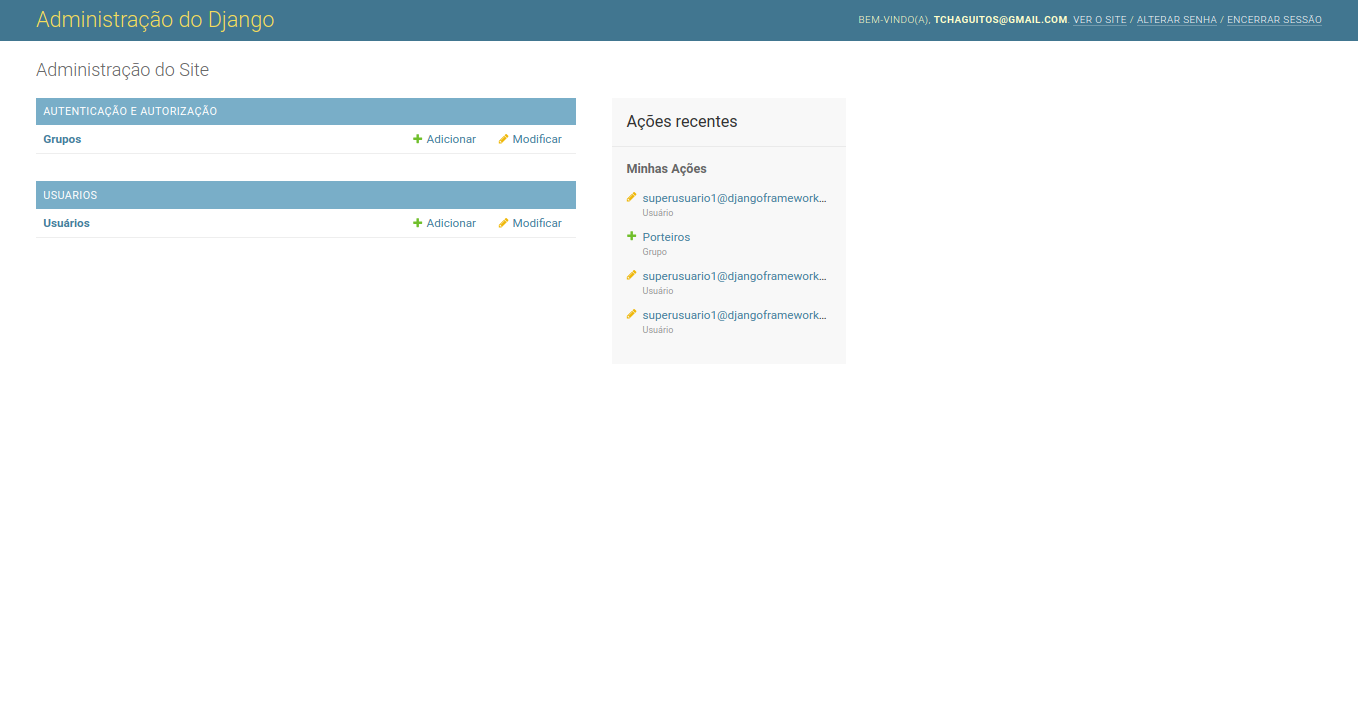 Administração do Django
BEM-VINDO(A), TCHAGUITOS@GMAIL.COM. VER O SITE / ALTERAR SENHA / ENCERRAR SESSÃO
Administração do Site
AUTENTICAÇÃO E AUTORIZAÇÃO
Grupos Adicionar Modificar
USUARIOS
Usuários Adicionar Modificar
Ações recentes
Minhas Ações
superusuario1@djangoframework…
Usuário
Porteiros
Grupo
superusuario1@djangoframework…
Usuário
superusuario1@djangoframework…
Usuário